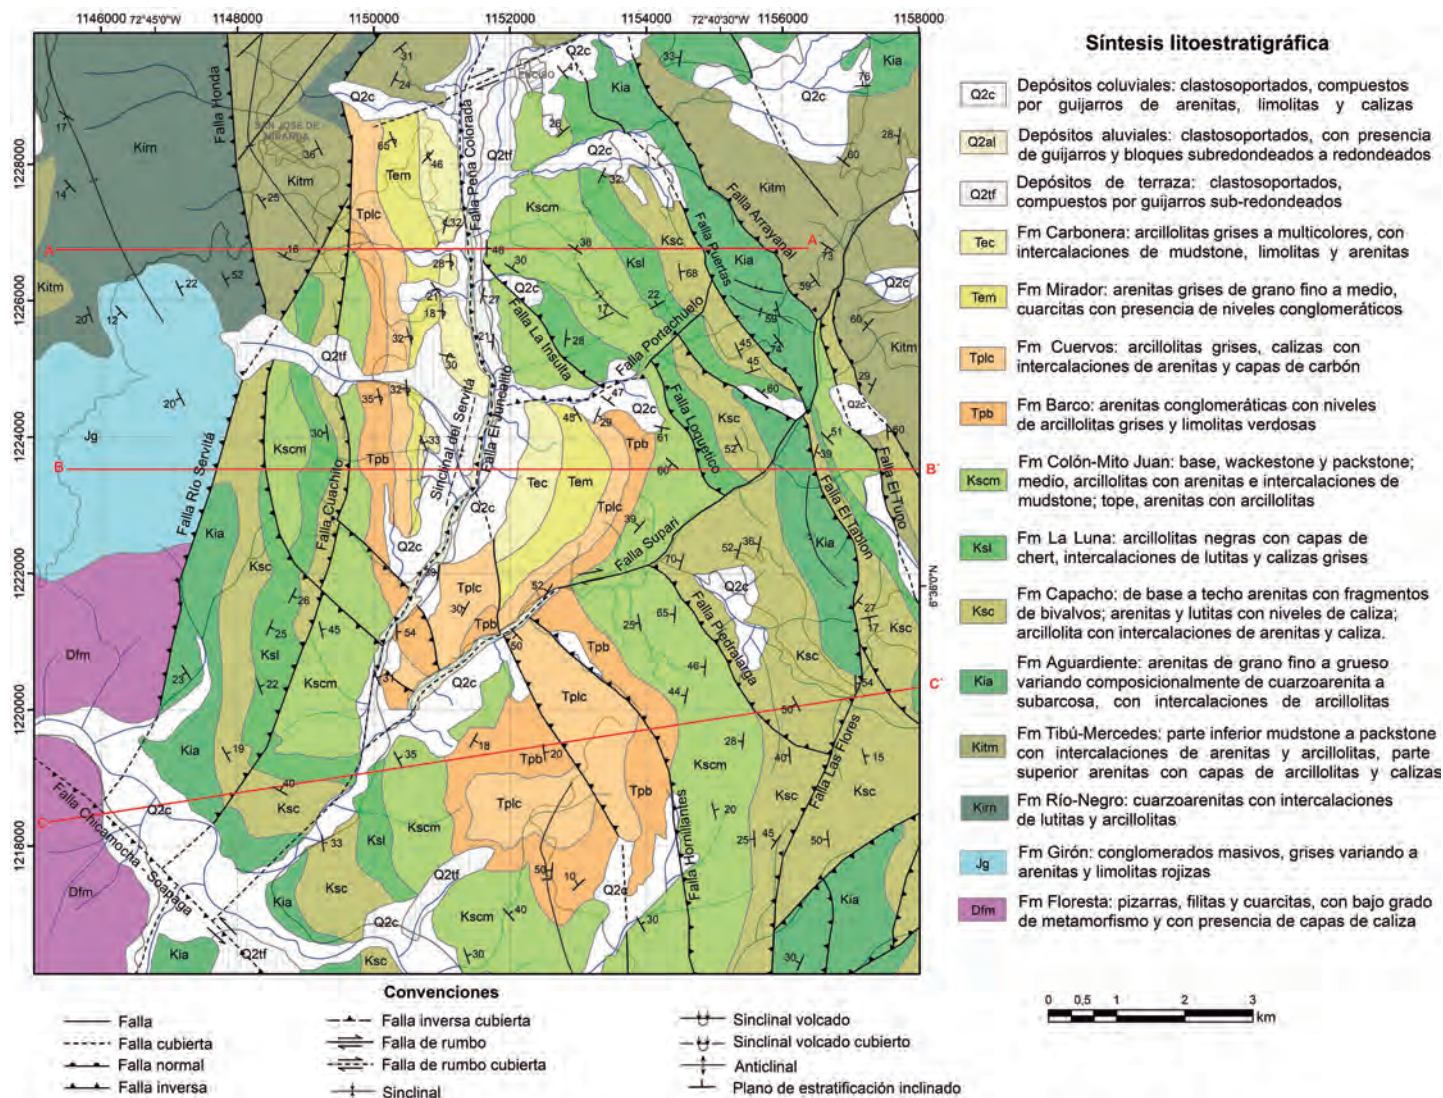 1146000 72°45'0"W 1148000 1150000 1152000 1154000 72°40'30"W 1156000 1158000
1228000
1226000
1224000
1222000
1220000
1218000
6°36'0"N
Falla Honda
SAN JOSE DE
MIRANDA
ENCISO
Falla Peña Colorada
Falla Arrayanal
Falla Puertas
Falla La Insulta
Falla Portachuelo
Falla Loquetico
Sinclinal del Servitá
Falla El Juncalito
Falla Río Servitá
Falla Cuachilo
Falla Supari
Falla El Tablón
Falla El Tuno
Falla Piedralarga
Falla Las Flores
Falla Hornillanes
Falla Chicamocha - Soapaga
A
A'
B
B'
C
C'
Síntesis litoestratigráfica
Q2c Depósitos coluviales: clastosoportados, compuestos
por guijarros de arenitas, limolitas y calizas
Q2al Depósitos aluviales: clastosoportados, con presencia
de guijarros y bloques subredondeados a redondeados
Q2tf Depósitos de terraza: clastosoportados,
compuestos por guijarros sub-redondeados
Tec Fm Carbonera: arcillolitas grises a multicolores, con
intercalaciones de mudstone, limolitas y arenitas
Tem Fm Mirador: arenitas grises de grano fino a medio,
cuarcitas con presencia de niveles conglomeráticos
Tplc Fm Cuervos: arcillolitas grises, calizas con
intercalaciones de arenitas y capas de carbón
Tpb Fm Barco: arenitas conglomeráticas con niveles
de arcillolitas grises y limolitas verdosas
Kscm Fm Colón-Mito Juan: base, wackestone y packstone;
medio, arcillolitas con arenitas e intercalaciones de
mudstone; tope, arenitas con arcillolitas
Ksl Fm La Luna: arcillolitas negras con capas de
chert, intercalaciones de lutitas y calizas grises
Ksc Fm Capacho: de base a techo arenitas con fragmentos
de bivalvos; arenitas y lutitas con niveles de caliza;
arcillolita con intercalaciones de arenitas y caliza.
Kia Fm Aguardiente: arenitas de grano fino a grueso
variando composicionalmente de cuarzoarenita a
subarcosa, con intercalaciones de arcillolitas
Kitm Fm Tibú-Mercedes: parte inferior mudstone a packstone
con intercalaciones de arenitas y arcillolitas, parte
superior arenitas con capas de arcillolitas y calizas
Kirn Fm Río-Negro: cuarzoarenitas con intercalaciones
de lutitas y arcillolitas
Jg Fm Girón: conglomerados masivos, grises variando a
arenitas y limolitas rojizas
Dfm Fm Floresta: pizarras, filitas y cuarcitas, con bajo grado
de metamorfismo y con presencia de capas de caliza
Convenciones
Falla
Falla cubierta
Falla normal
Falla inversa
Falla inversa cubierta
Falla de rumbo
Falla de rumbo cubierta
Sinclinal
Sinclinal volcado
Sinclinal volcado cubierto
Anticlinal
Plano de estratificación inclinado
0 0,5 1 2 3
km